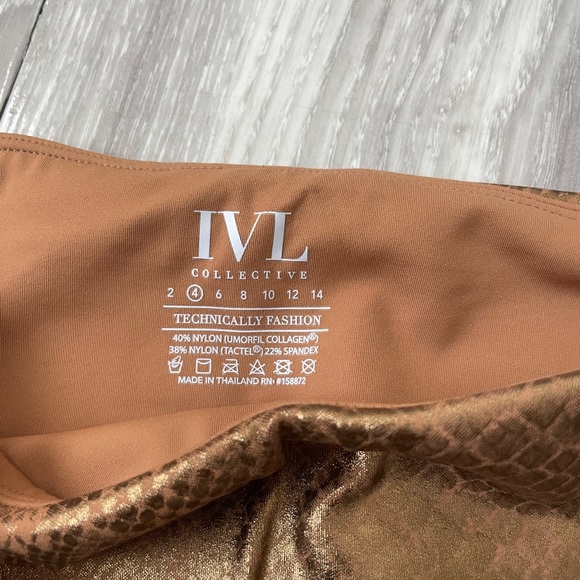 IVL
COLLECTIVE
2 4 6 8 10 12 14
TECHNICALLY FASHION
40% NYLON (UMORFIL COLLAGEN®)
38% NYLON (TACTEL®) 22% SPANDEX
MADE IN THAILAND RN: #158872